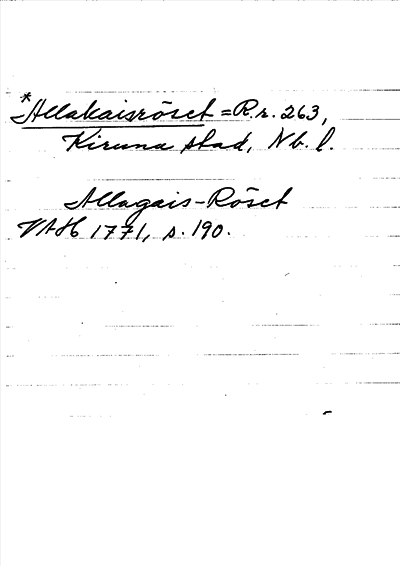 *Allakaisröset = R.r. 263,
Kiruna stad, Nb. l.
Allagais-Röset
VAH 1771, s. 190.